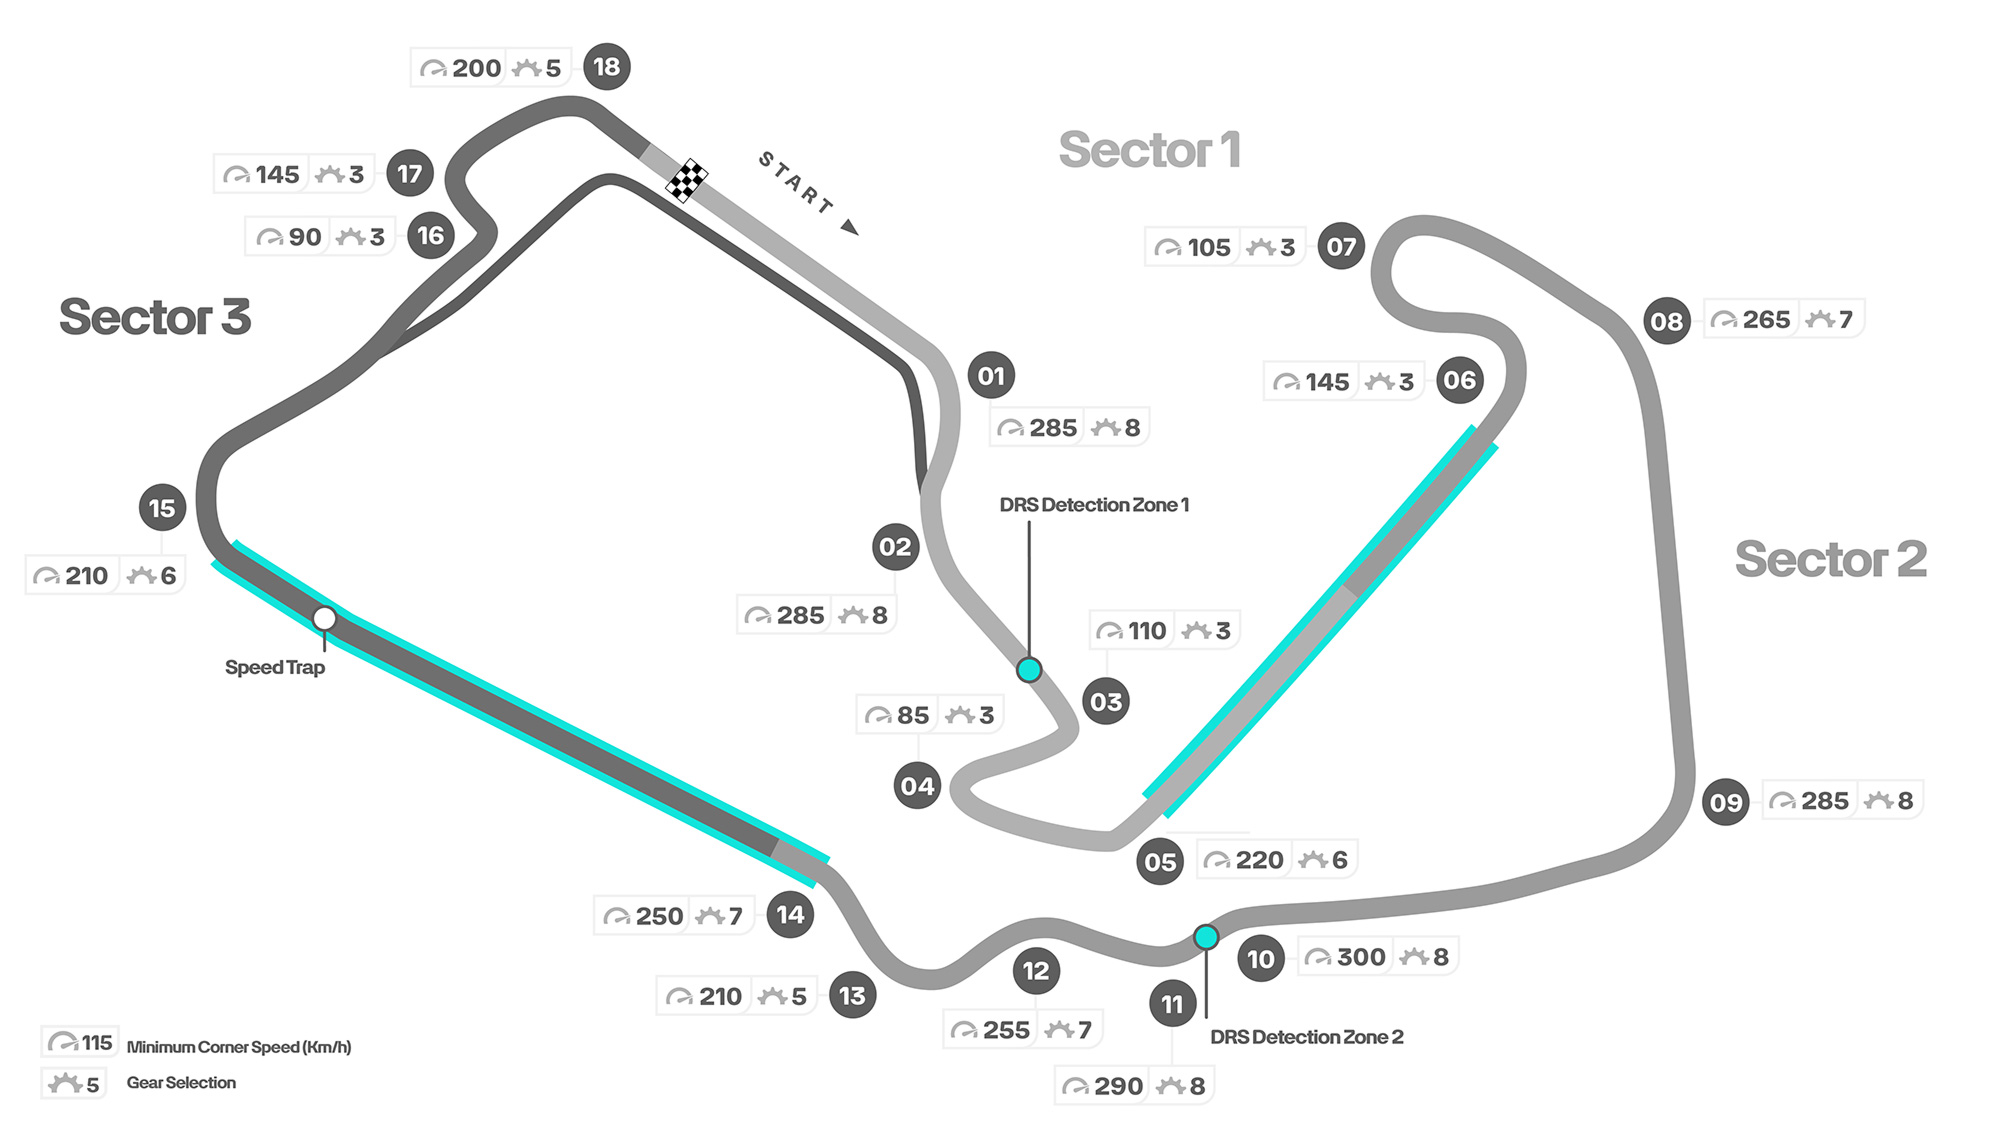 200 5 18
Sector 1
START
145 3 17
90 3 16
105 3 07
Sector 3
265 7 08
01
285 8
145 3 06
15
210 6
DRS Detection Zone 1
02
285 8
Sector 2
110 3
03
Speed Trap
85 3
04
09 285 8
05 220 6
250 7 14
10 300 8
210 5 13
12
255 7
11
DRS Detection Zone 2
290 8
115 Minimum Corner Speed (Km/h)
5 Gear Selection